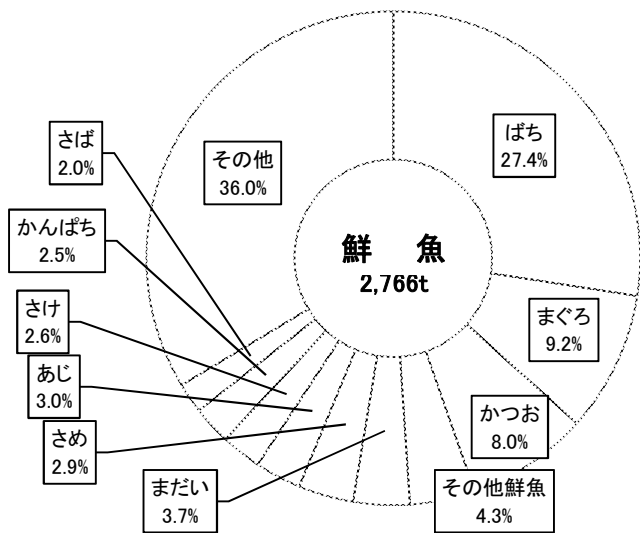 鮮 魚
2,766t
ばち
27.4%
まぐろ
9.2%
かつお
8.0%
その他鮮魚
4.3%
まだい
3.7%
さめ
2.9%
あじ
3.0%
さけ
2.6%
かんぱち
2.5%
さば
2.0%
その他
36.0%